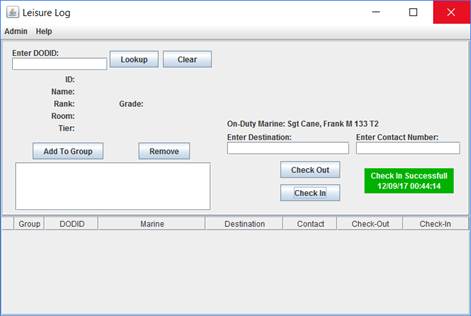 Leisure Log
Admin Help
Enter DODID:
Lookup Clear
ID:
Name:
Rank: Grade:
Room:
Tier:
On-Duty Marine: Sgt Cane, Frank M 133 T2
Enter Destination: Enter Contact Number:
Add To Group Remove
Check Out
Check In Successfull
12/09/17 00:44:14
Check In
Group DODID Marine Destination Contact Check-Out Check-In